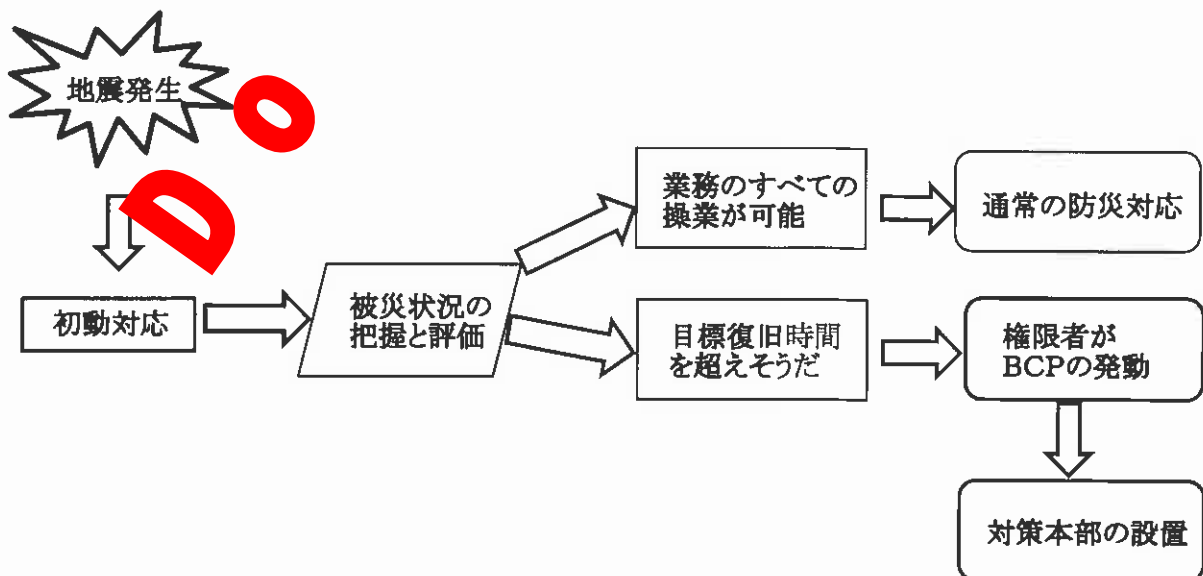 地震発生
DO
初動対応
被災状況の
把握と評価
業務のすべての
操業が可能
通常の防災対応
目標復旧時間
を超えそうだ
権限者が
BCPの発動
対策本部の設置